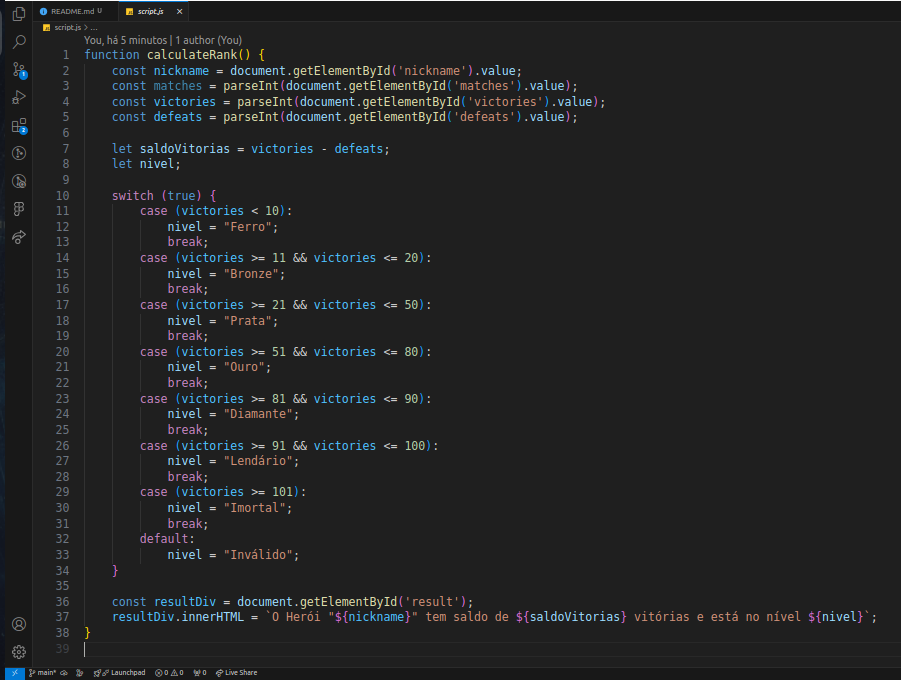 README.md U
script.js ×
script.js > ...
You, há 5 minutos | 1 author (You)
1 function calculateRank() {
2     const nickname = document.getElementById('nickname').value;
3     const matches = parseInt(document.getElementById('matches').value);
4     const victories = parseInt(document.getElementById('victories').value);
5     const defeats = parseInt(document.getElementById('defeats').value);
6
7     let saldoVitorias = victories - defeats;
8     let nivel;
9
10     switch (true) {
11         case (victories < 10):
12             nivel = "Ferro";
13             break;
14         case (victories >= 11 && victories <= 20):
15             nivel = "Bronze";
16             break;
17         case (victories >= 21 && victories <= 50):
18             nivel = "Prata";
19             break;
20         case (victories >= 51 && victories <= 80):
21             nivel = "Ouro";
22             break;
23         case (victories >= 81 && victories <= 90):
24             nivel = "Diamante";
25             break;
26         case (victories >= 91 && victories <= 100):
27             nivel = "Lendário";
28             break;
29         case (victories >= 101):
30             nivel = "Imortal";
31             break;
32         default:
33             nivel = "Inválido";
34     }
35
36     const resultDiv = document.getElementById('result');
37     resultDiv.innerHTML = `O Herói "${nickname}" tem saldo de ${saldoVitorias} vitórias e está no nível ${nivel}`;
38 }
39
1
2
main* 0 0 0 Launchpad Live Share